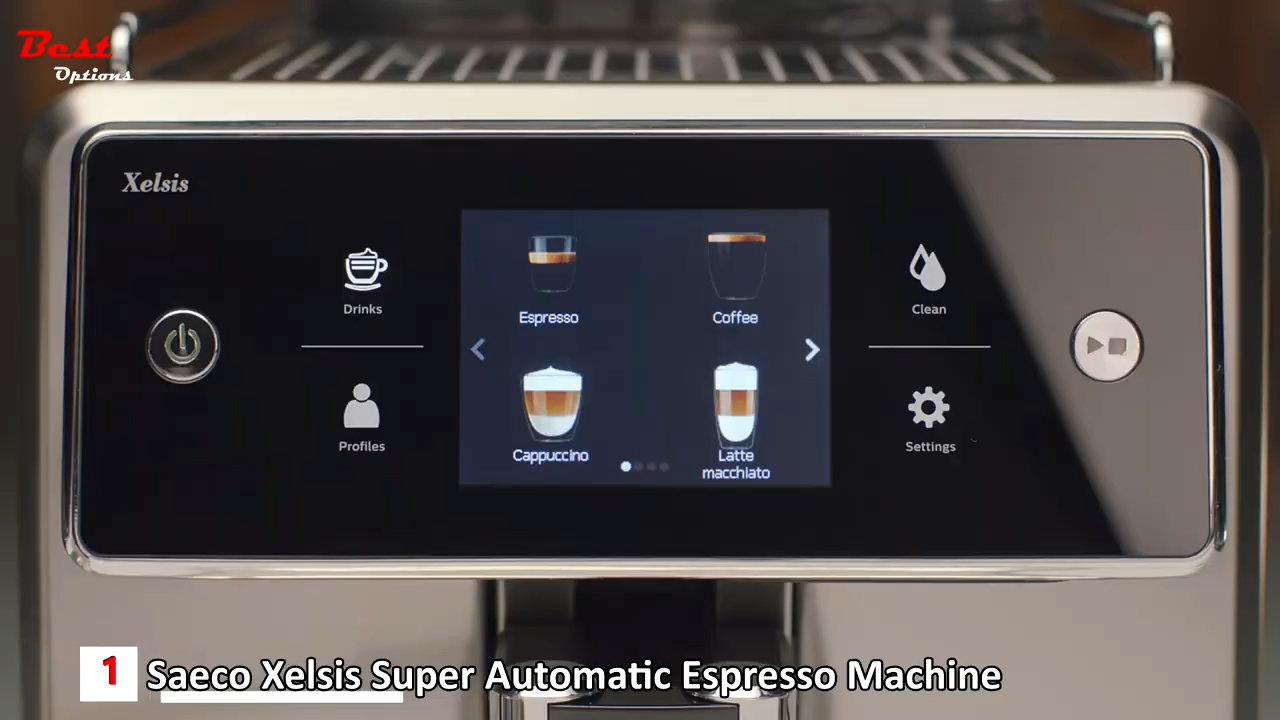 Best
Options
Xelsis
Drinks
Clean
Espresso
Coffee
Profiles
Settings
Cappuccino
Latte
macchiato
1 Saeco Xelsis Super Automatic Espresso Machine